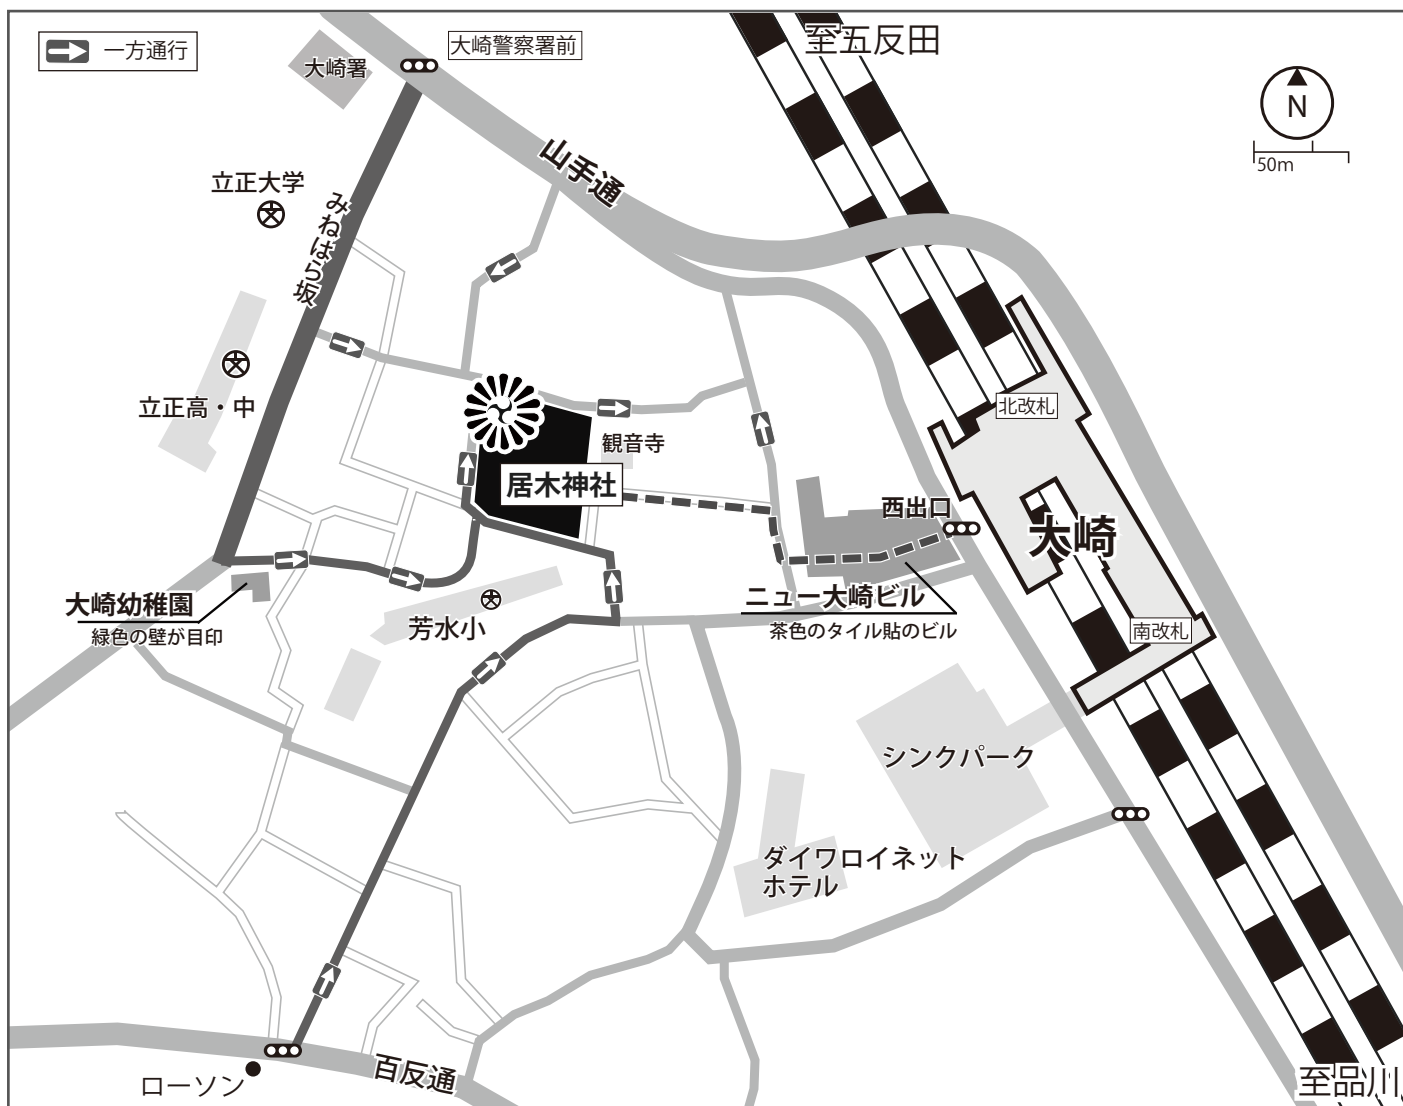 一方通行
大崎警察署前
至五反田
大崎署
N
50m
山手通
立正大学
みねはら坂
立正高・中
北改札
観音寺
居木神社
西出口
大崎
大崎幼稚園
緑色の壁が目印
芳水小
ニュー大崎ビル
茶色のタイル貼のビル
南改札
シンクパーク
ダイワロイネット
ホテル
百反通
ローソン
至品川